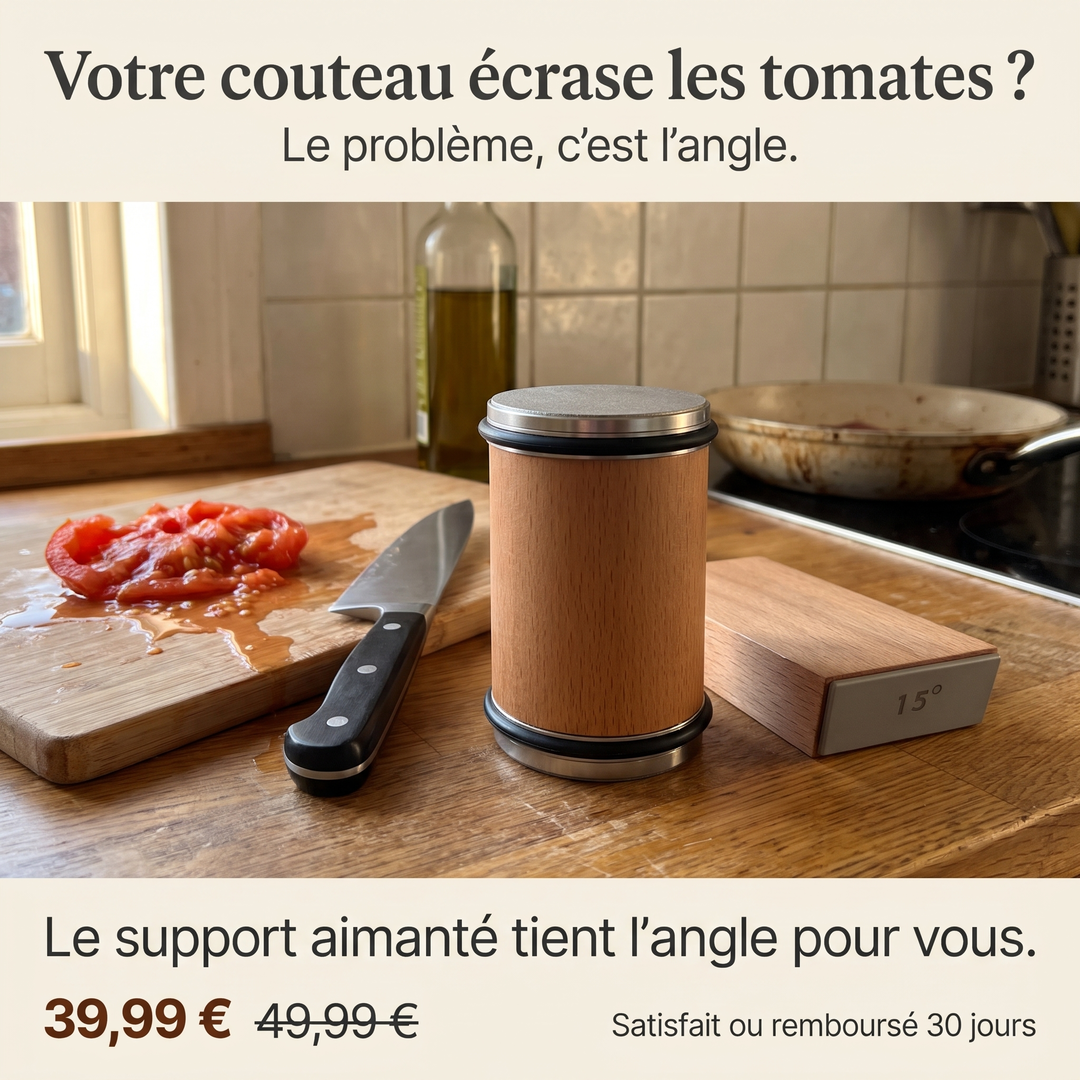 Votre couteau écrase les tomates ?
Le problème, c’est l’angle.
15°
Le support aimanté tient l’angle pour vous.
39,99 € 49,99 €
Satisfait ou remboursé 30 jours